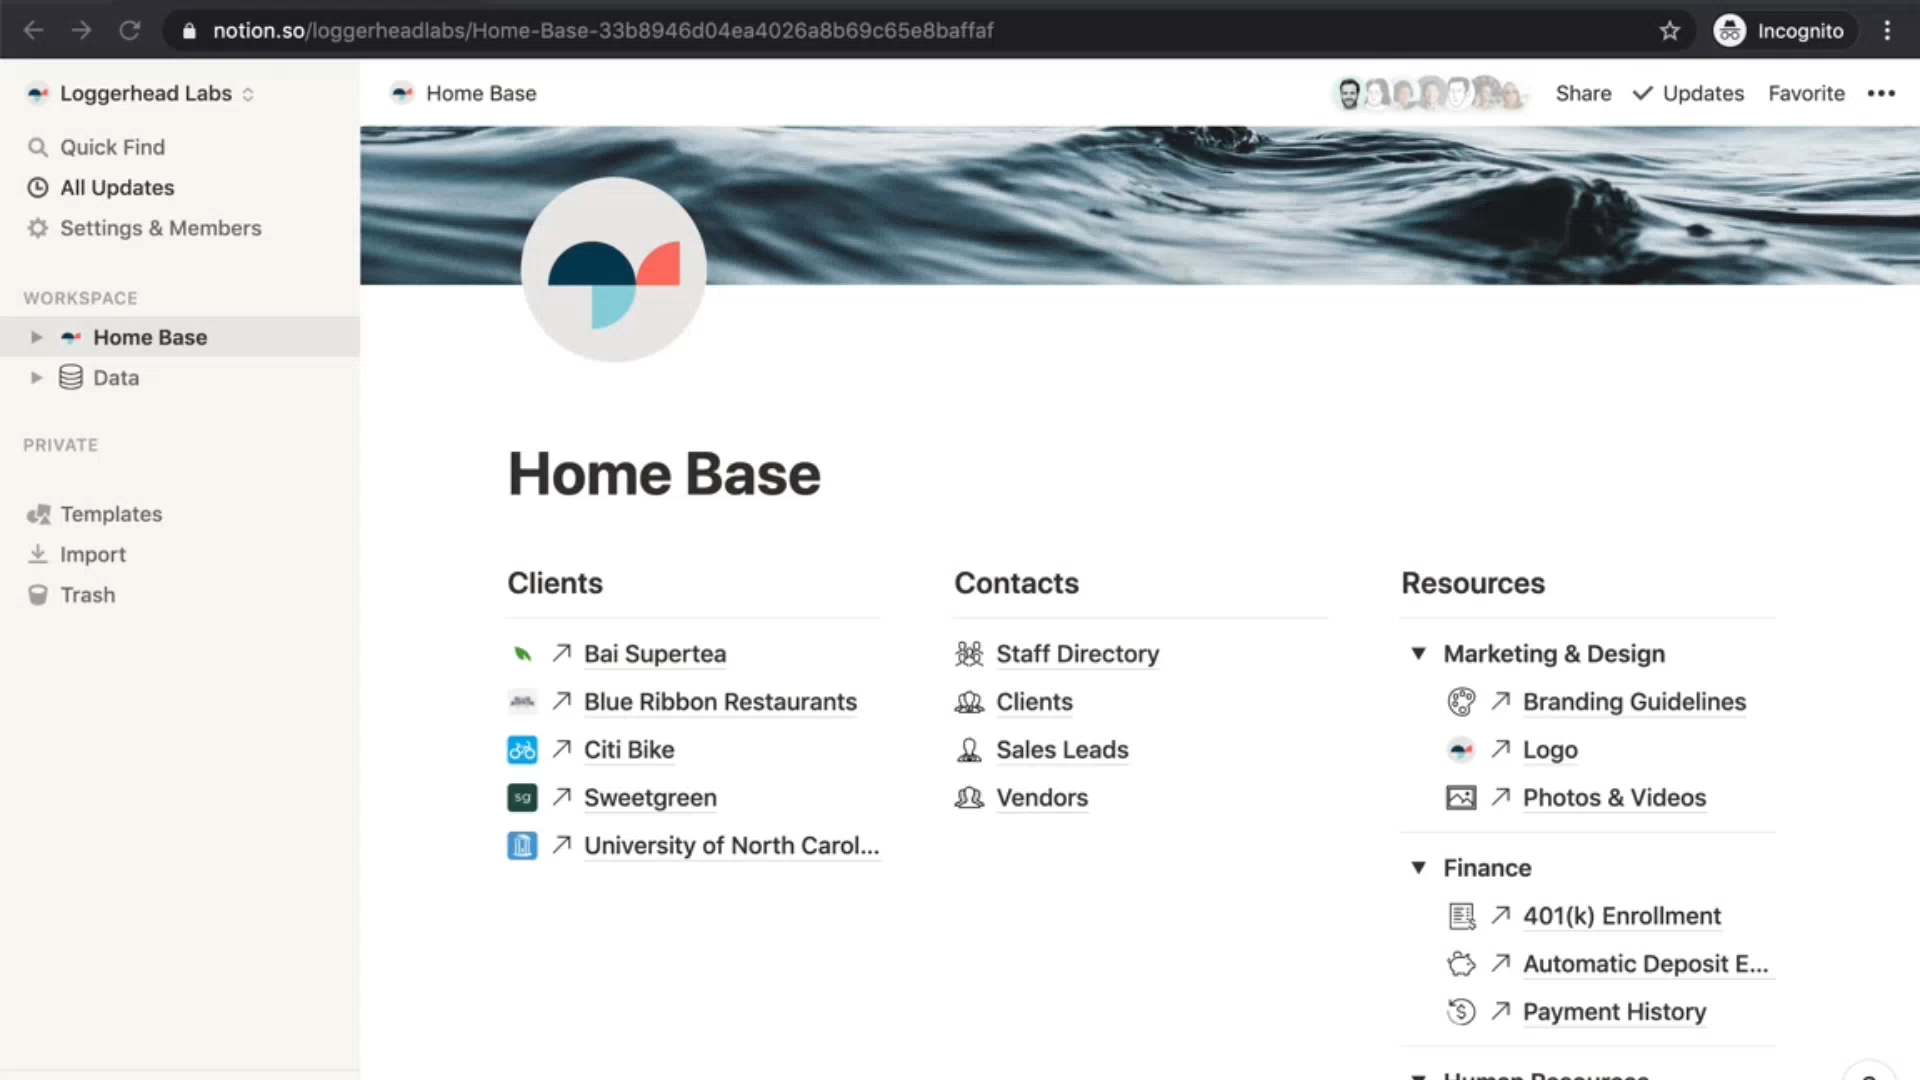 notion.so/loggerheadlabs/Home-Base-33b8946d04ea4026a8b69c65e8baffaf
Incognito
Loggerhead Labs
Home Base
Share
Updates
Favorite
Quick Find
All Updates
Settings & Members
WORKSPACE
Home Base
Data
PRIVATE
Templates
Import
Trash
Home Base
Clients
Bai Supertea
Blue Ribbon Restaurants
Citi Bike
sg
Sweetgreen
University of North Carol...
Contacts
Staff Directory
Clients
Sales Leads
Vendors
Resources
Marketing & Design
Branding Guidelines
Logo
Photos & Videos
Finance
401(k) Enrollment
Automatic Deposit E...
Payment History
Human Resources